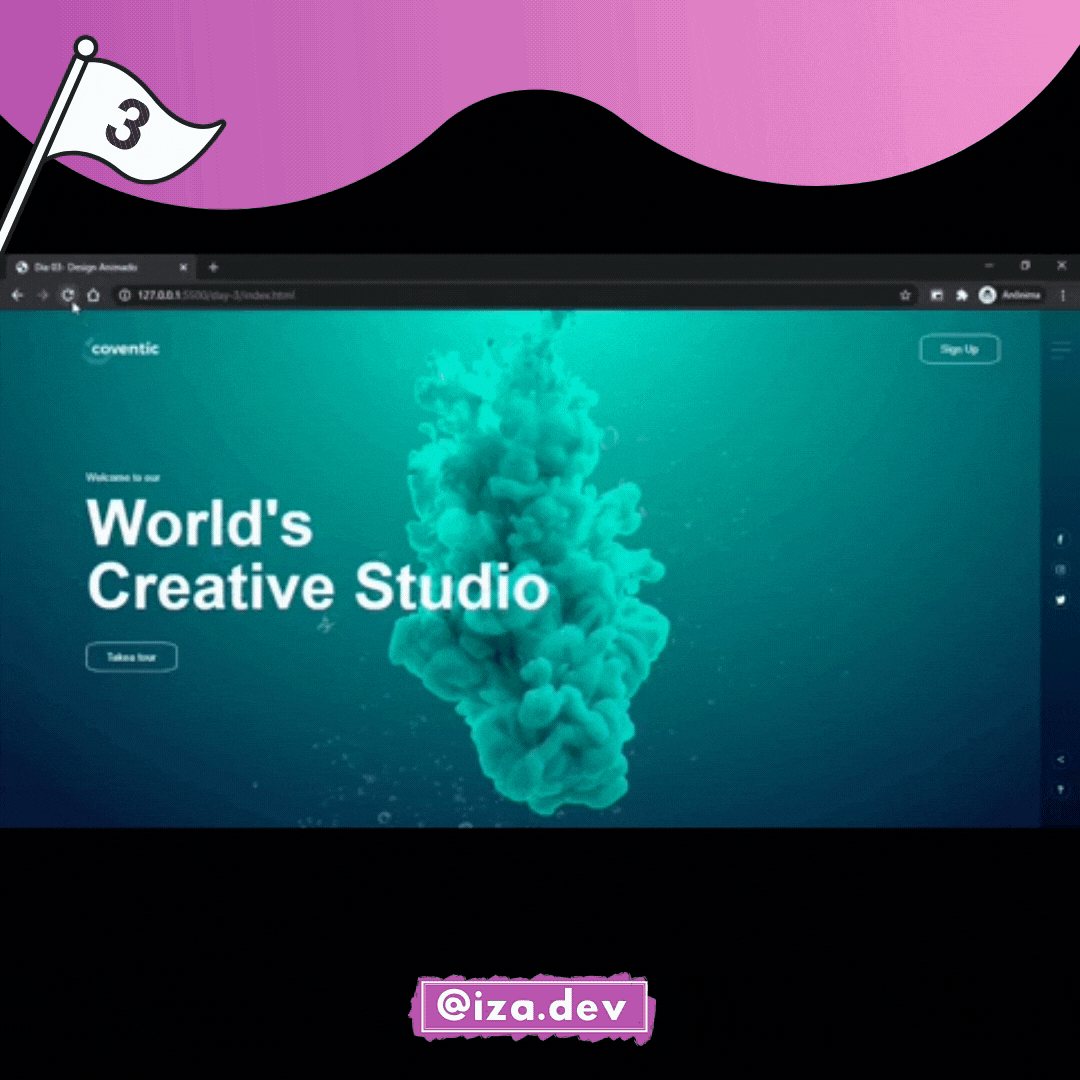 3
Dia 03- Design Animado
127.0.0.1:5500/day-3/index.html
Anônima
coventic
Sign Up
Welcome to our
World's
Creative Studio
Take a tour
@iza.dev